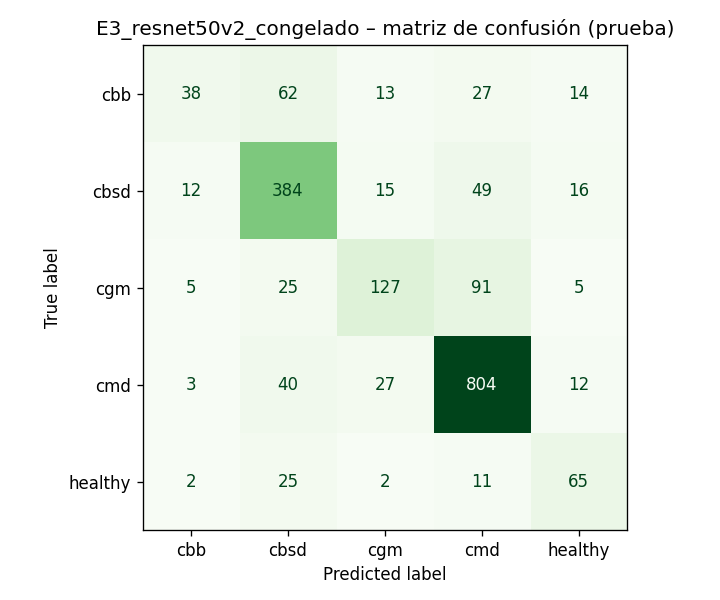 E3_resnet50v2_congelado – matriz de confusión (prueba)
cbb 38 62 13 27 14
cbsd 12 384 15 49 16
cgm 5 25 127 91 5
cmd 3 40 27 804 12
healthy 2 25 2 11 65
cbb cbsd cgm cmd healthy
Predicted label
True label